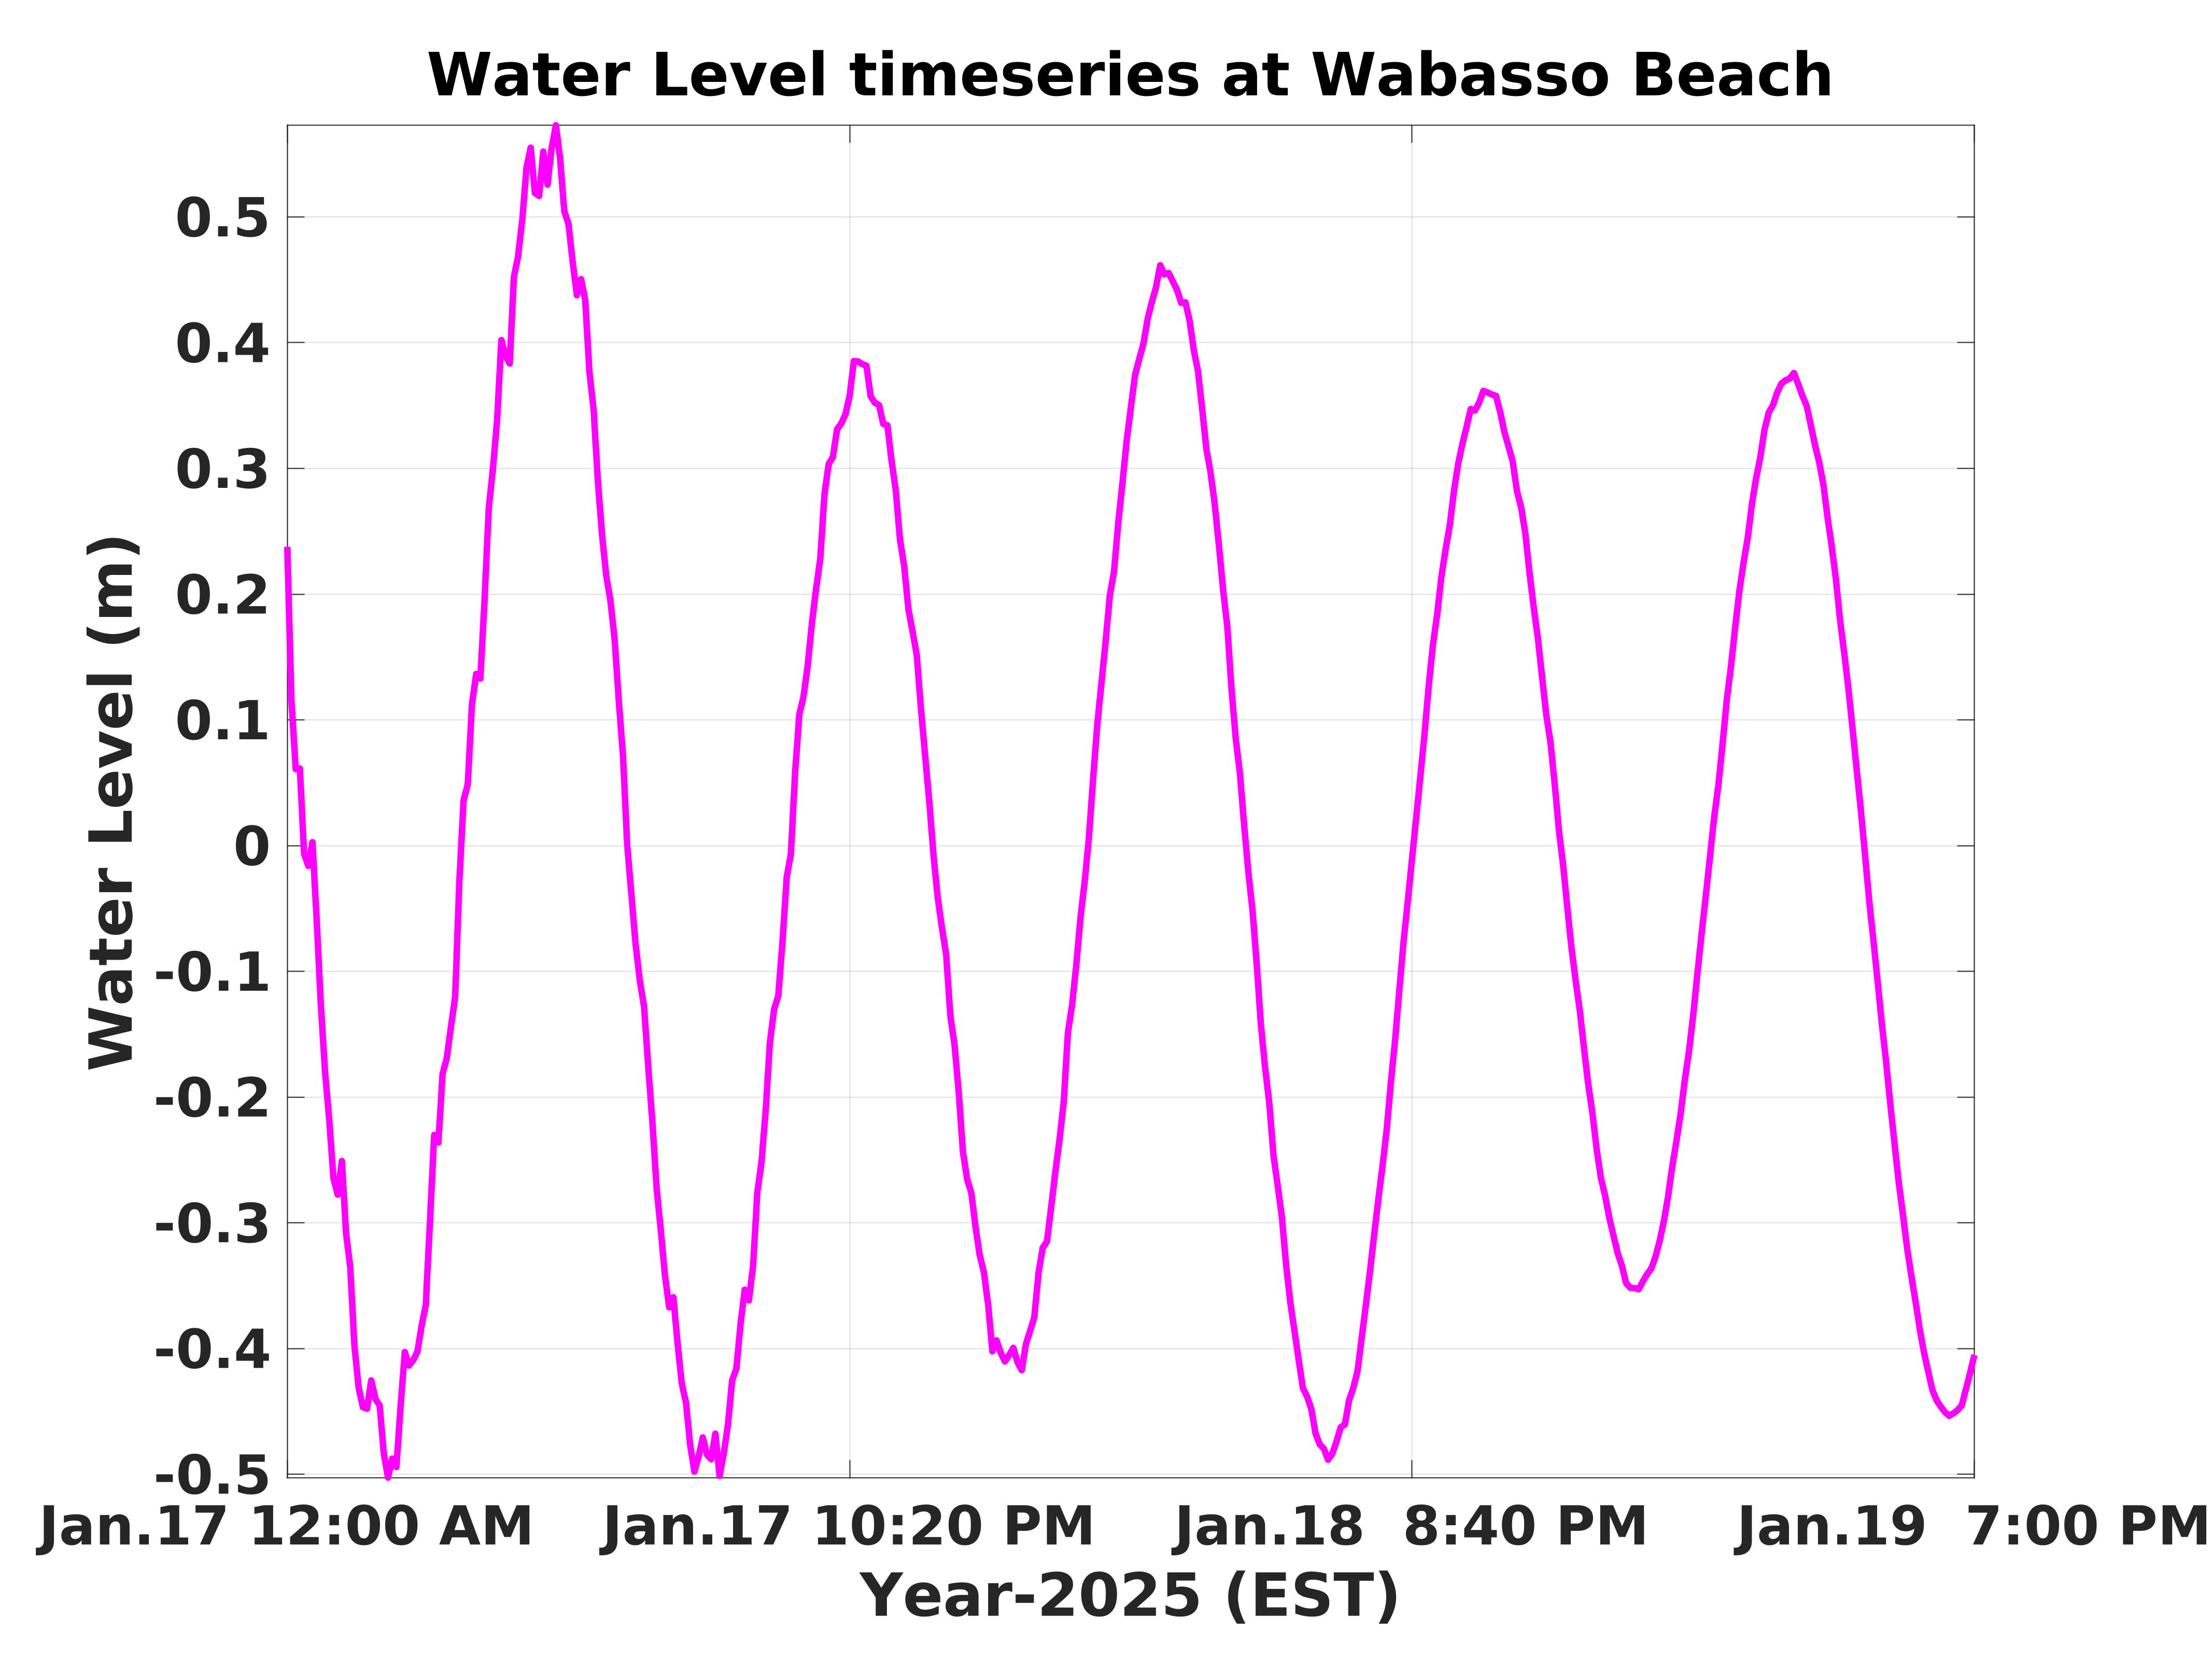 Water Level timeseries at Wabasso Beach
Water Level (m)
0.5
0.4
0.3
0.2
0.1
0
-0.1
-0.2
-0.3
-0.4
-0.5
Jan.17 12:00 AM Jan.17 10:20 PM Jan.18 8:40 PM Jan.19 7:00 PM
Year-2025 (EST)